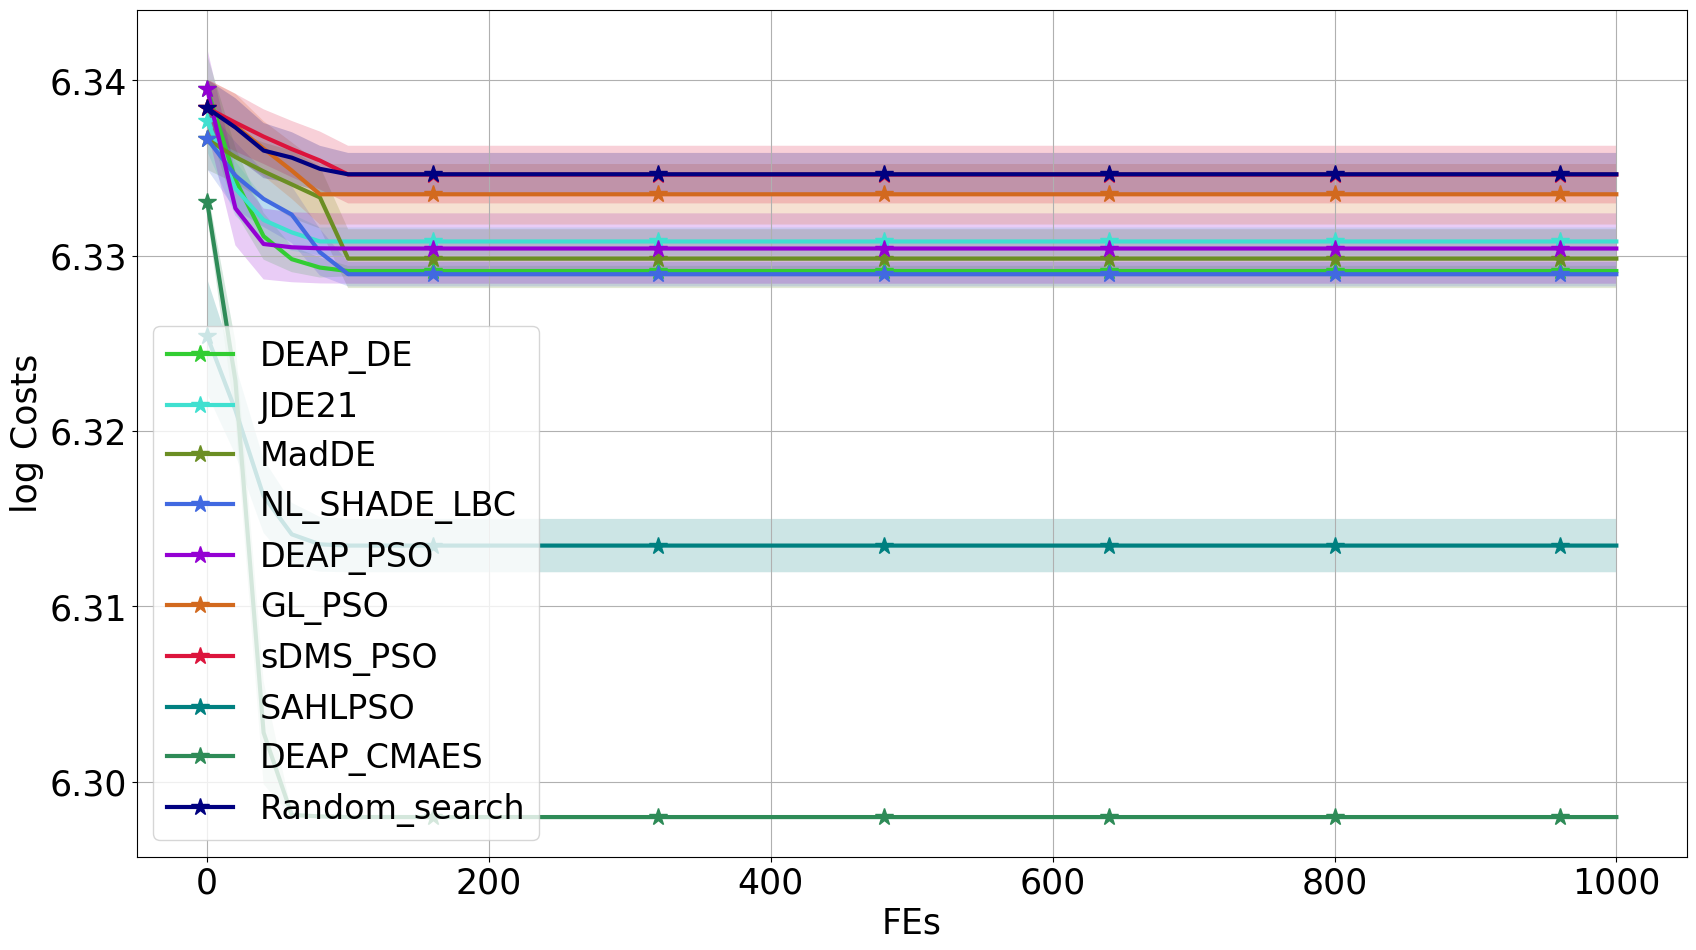 6.34
6.33
6.32
6.31
6.30
log Costs
DEAP_DE
JDE21
MadDE
NL_SHADE_LBC
DEAP_PSO
GL_PSO
sDMS_PSO
SAHLPSO
DEAP_CMAES
Random_search
0 200 400 600 800 1000
FEs